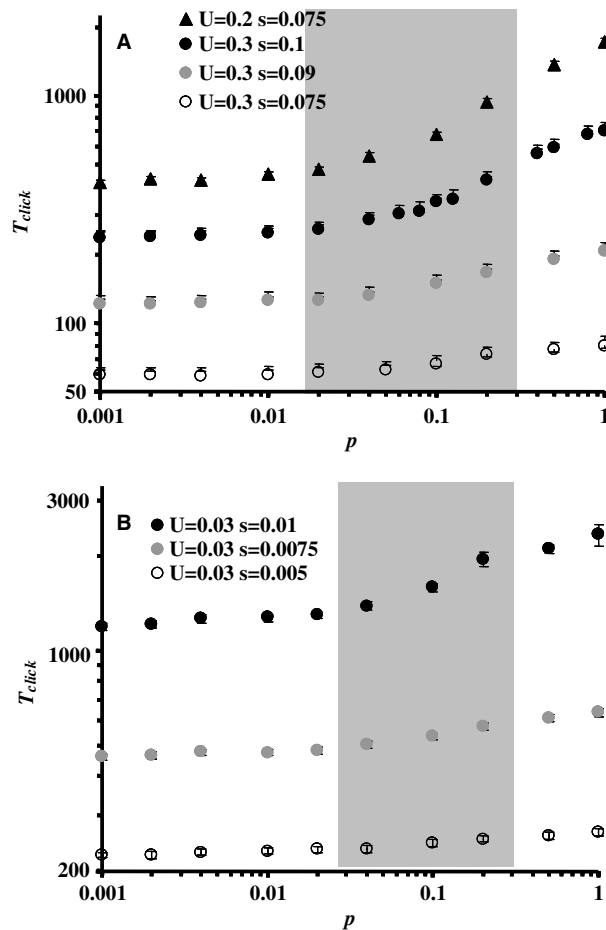 A
U=0.2 s=0.075
U=0.3 s=0.1
U=0.3 s=0.09
U=0.3 s=0.075
1000
100
50
T_click
0.001 0.01 0.1 1
p
B
3000
U=0.03 s=0.01
U=0.03 s=0.0075
U=0.03 s=0.005
1000
200
T_click
0.001 0.01 0.1 1
p